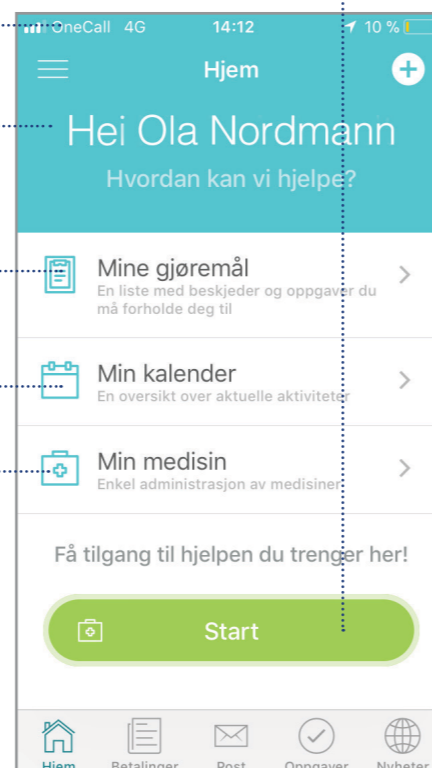 OneCall 4G 14:12 10 %
Hjem
Hei Ola Nordmann
Hvordan kan vi hjelpe?
Mine gjøremål
En liste med beskjeder og oppgaver du
må forholde deg til
Min kalender
En oversikt over aktuelle aktiviteter
Min medisin
Enkel administrasjon av medisiner
Få tilgang til hjelpen du trenger her!
Start
Hjem Betalinger Post Oppgaver Nyheter